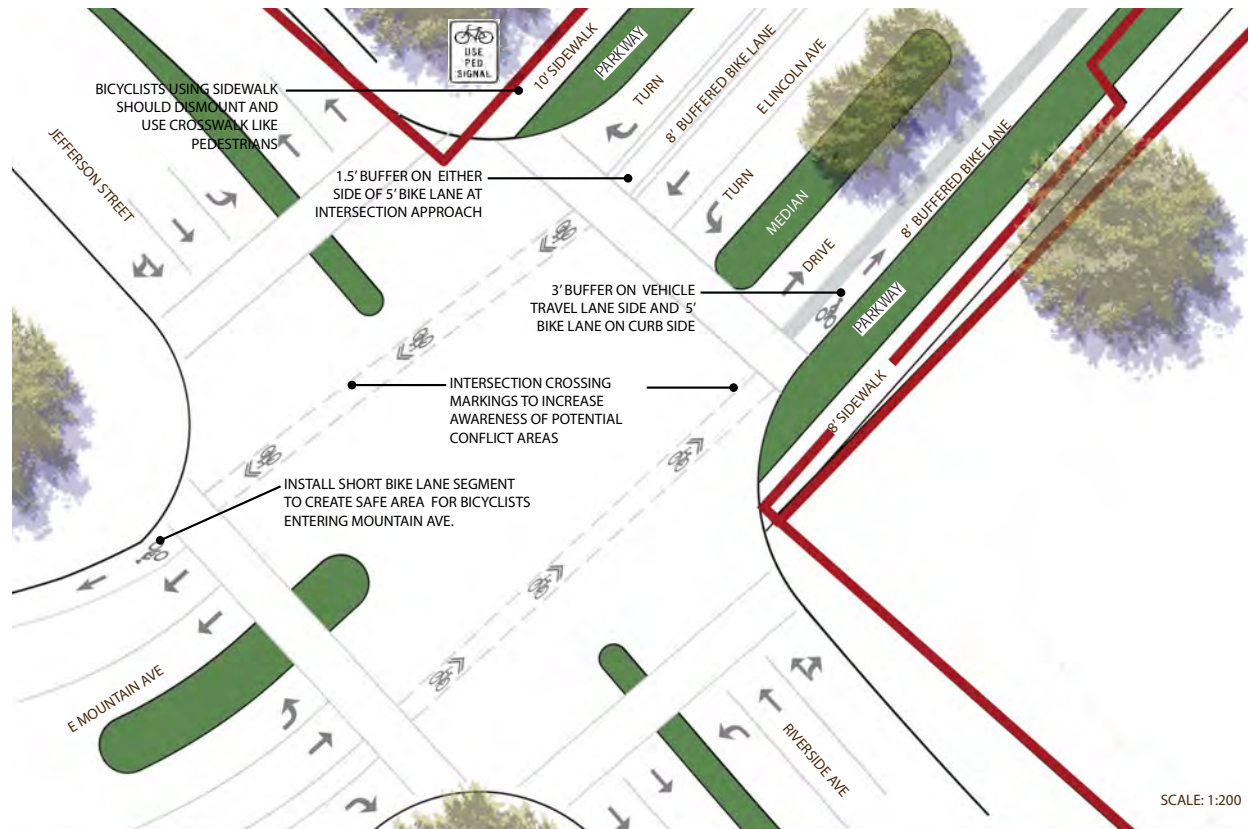 USE
PED
SIGNAL
10' SIDEWALK
PARKWAY
BICYCLISTS USING SIDEWALK
SHOULD DISMOUNT AND
USE CROSSWALK LIKE
PEDESTRIANS
TURN
8' BUFFERED BIKE LANE
E LINCOLN AVE
JEFFERSON STREET
1.5' BUFFER ON EITHER
SIDE OF 5' BIKE LANE AT
INTERSECTION APPROACH
TURN
MEDIAN
8' BUFFERED BIKE LANE
DRIVE
3' BUFFER ON VEHICLE
TRAVEL LANE SIDE AND 5'
BIKE LANE ON CURB SIDE
PARKWAY
INTERSECTION CROSSING
MARKINGS TO INCREASE
AWARENESS OF POTENTIAL
CONFLICT AREAS
8' SIDEWALK
INSTALL SHORT BIKE LANE SEGMENT
TO CREATE SAFE AREA FOR BICYCLISTS
ENTERING MOUNTAIN AVE.
E MOUNTAIN AVE
RIVERSIDE AVE
SCALE: 1:200